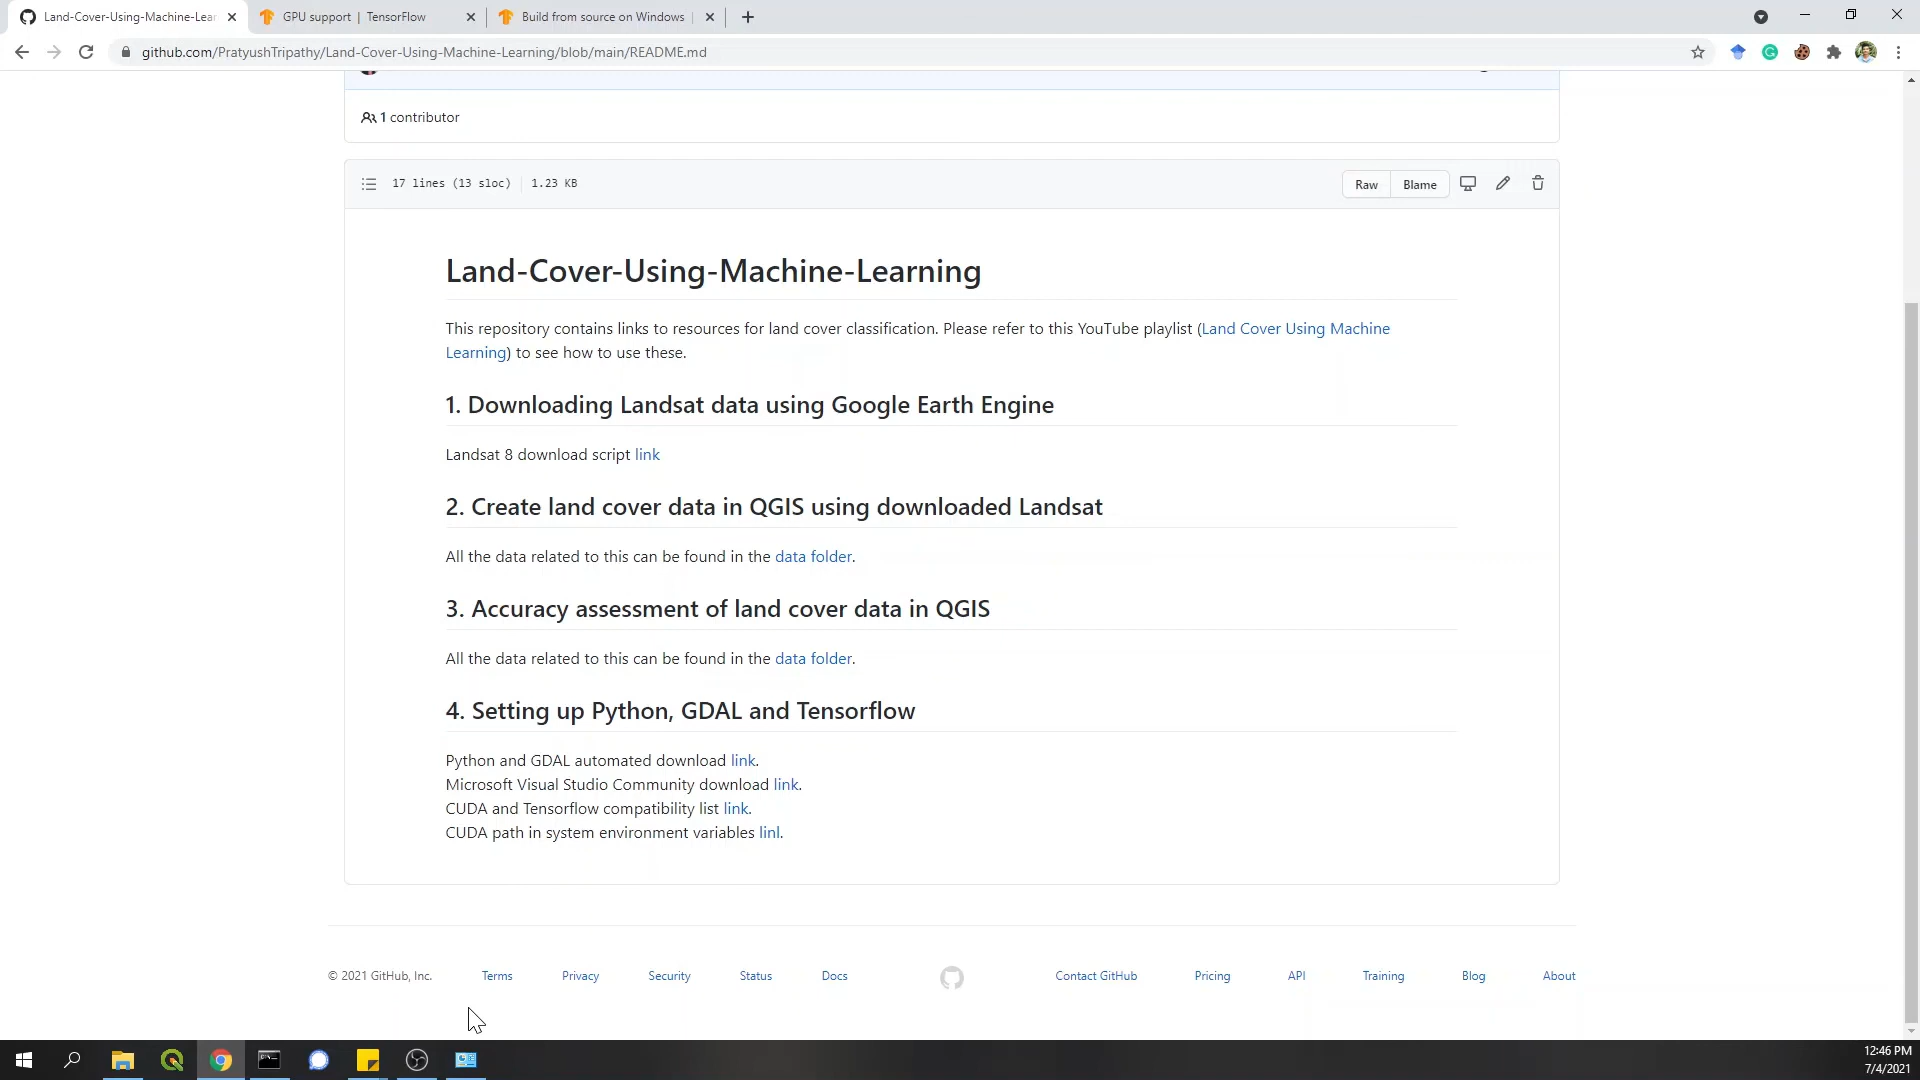 Land-Cover-Using-Machine-Lear
GPU support | TensorFlow
Build from source on Windows
github.com/PratyushTripathy/Land-Cover-Using-Machine-Learning/blob/main/README.md
1 contributor
17 lines (13 sloc) 1.23 KB
Raw
Blame
Land-Cover-Using-Machine-Learning
This repository contains links to resources for land cover classification. Please refer to this YouTube playlist (Land Cover Using Machine
Learning) to see how to use these.
1. Downloading Landsat data using Google Earth Engine
Landsat 8 download script link
2. Create land cover data in QGIS using downloaded Landsat
All the data related to this can be found in the data folder.
3. Accuracy assessment of land cover data in QGIS
All the data related to this can be found in the data folder.
4. Setting up Python, GDAL and Tensorflow
Python and GDAL automated download link.
Microsoft Visual Studio Community download link.
CUDA and Tensorflow compatibility list link.
CUDA path in system environment variables linl.
© 2021 GitHub, Inc.
Terms
Privacy
Security
Status
Docs
Contact GitHub
Pricing
API
Training
Blog
About
12:46 PM
7/4/2021